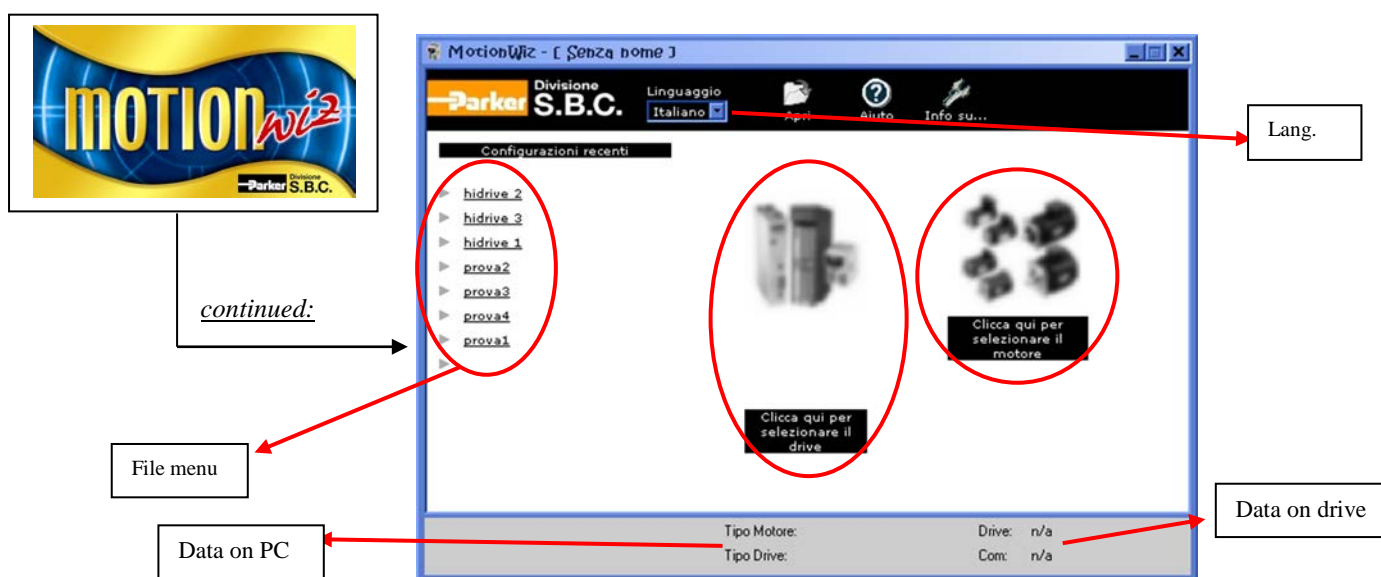 MOTION wiz
Parker Divisione S.B.C.
continued:
File menu
Data on PC
MotionWiz - [ Senza nome ]
Parker Divisione S.B.C.
Linguaggio
Italiano
Apri
Aiuto
Info su...
Configurazioni recenti
hidrive 2
hidrive 3
hidrive 1
prova2
prova3
prova4
prova1
Clicca qui per
selezionare il
drive
Clicca qui per
selezionare il
motore
Tipo Motore:
Drive: n/a
Tipo Drive:
Com: n/a
Lang.
Data on drive